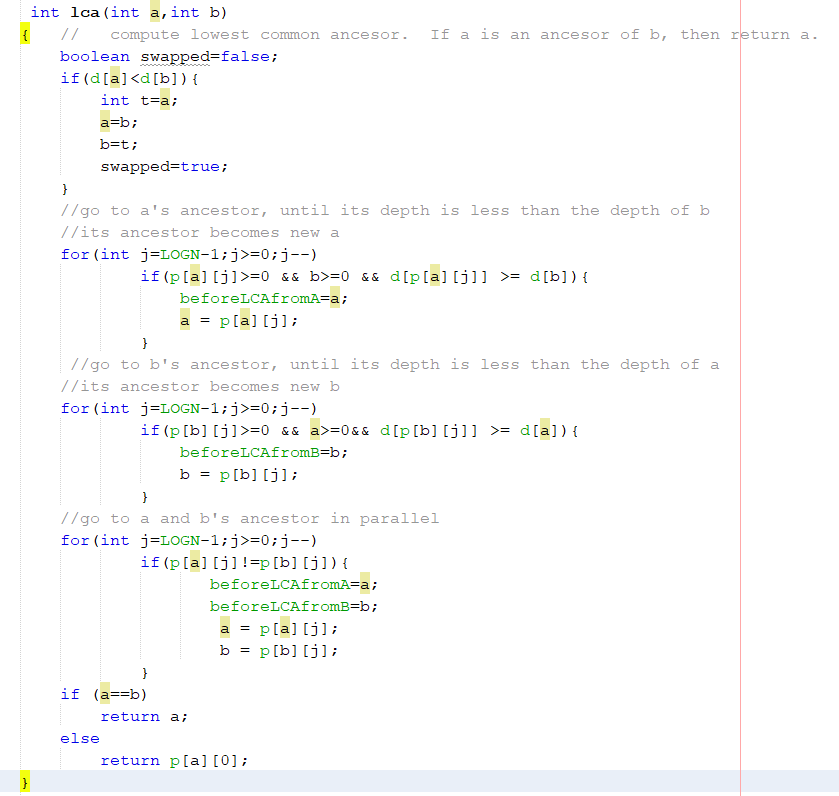 int lca(int a,int b)
{ //   compute lowest common ancesor.  If a is an ancesor of b, then return a.
boolean swapped=false;
if(d[a]<d[b]){
int t=a;
a=b;
b=t;
swapped=true;
}
//go to a's ancestor, until its depth is less than the depth of b
//its ancestor becomes new a
for(int j=LOGN-1;j>=0;j--)
if(p[a][j]>=0 && b>=0 && d[p[a][j]] >= d[b]){
beforeLCAfromA=a;
a = p[a][j];
}
//go to b's ancestor, until its depth is less than the depth of a
//its ancestor becomes new b
for(int j=LOGN-1;j>=0;j--)
if(p[b][j]>=0 && a>=0&& d[p[b][j]] >= d[a]){
beforeLCAfromB=b;
b = p[b][j];
}
//go to a and b's ancestor in parallel
for(int j=LOGN-1;j>=0;j--)
if(p[a][j]!=p[b][j]){
beforeLCAfromA=a;
beforeLCAfromB=b;
a = p[a][j];
b = p[b][j];
}
if (a==b)
return a;
else
return p[a][0];
}